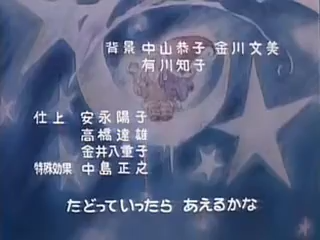 背景 中山恭子 金川文美
有川知子
仕上 安永陽子
高橋達雄
金井八重子
特殊効果 中島正之
たどっていったら あえるかな